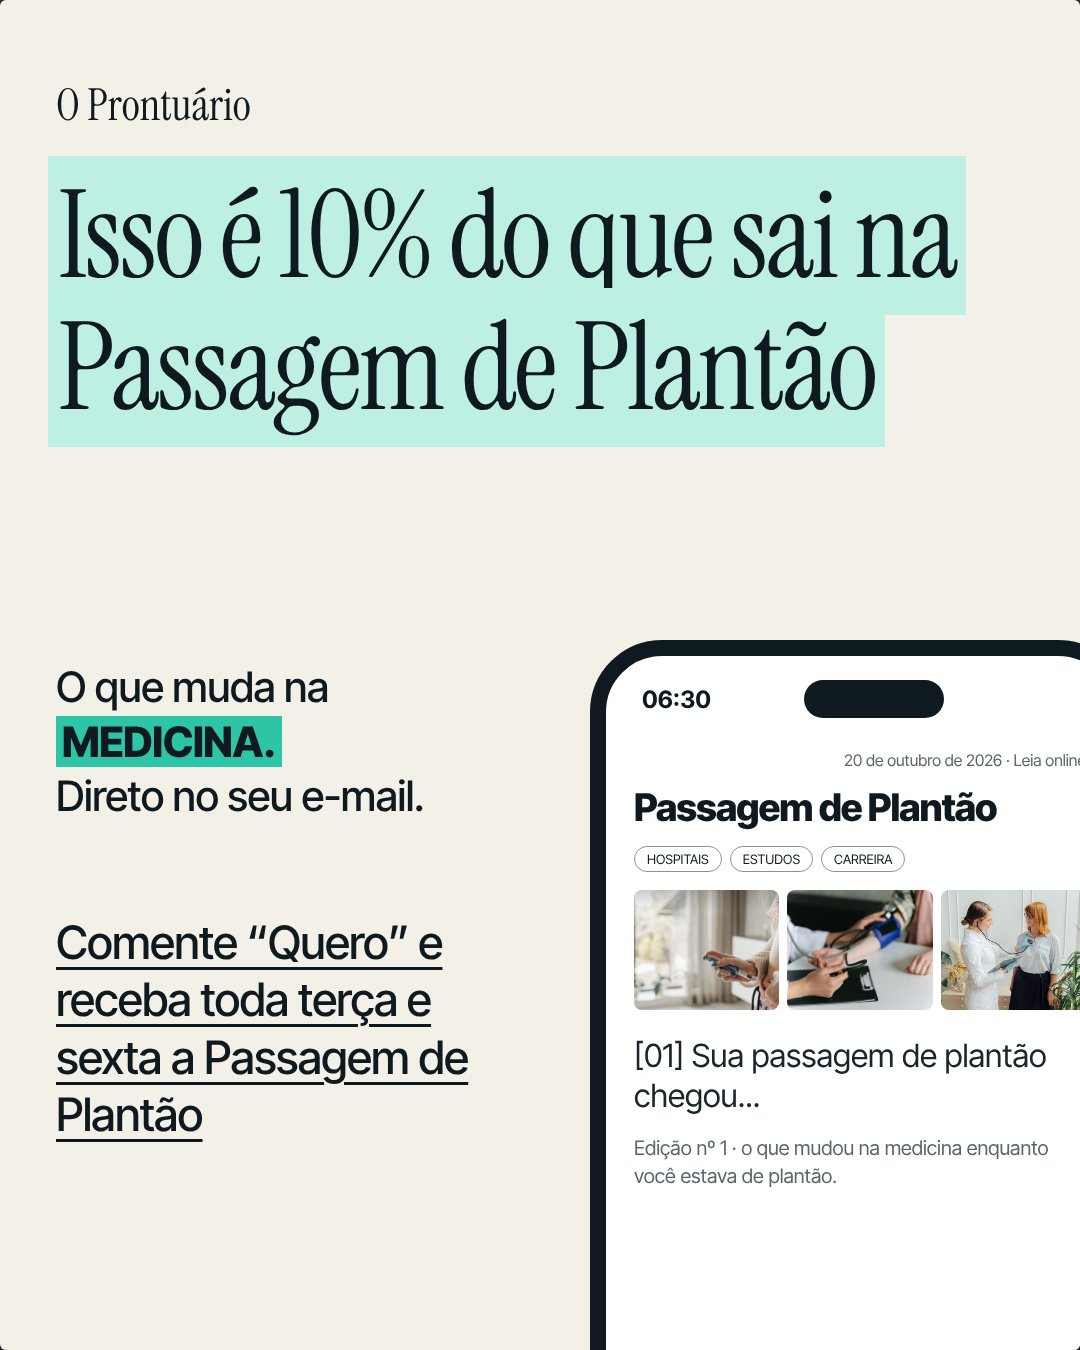 O Prontuário
Isso é 10% do que sai na
Passagem de Plantão
O que muda na
MEDICINA.
Direto no seu e-mail.
Comente “Quero” e
receba toda terça e
sexta a Passagem de
Plantão
06:30
20 de outubro de 2026 · Leia online
Passagem de Plantão
HOSPITAIS ESTUDOS CARREIRA
[01] Sua passagem de plantão
chegou...
Edição nº 1 · o que mudou na medicina enquanto
você estava de plantão.